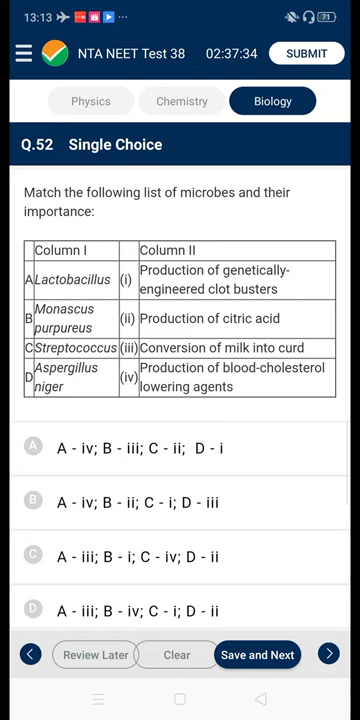 13:13 71
NTA NEET Test 38 02:37:34 SUBMIT
Physics Chemistry Biology
Q.52 Single Choice
Match the following list of microbes and their
importance:
Column I Column II
A Lactobacillus (i) Production of genetically-
engineered clot busters
B Monascus purpureus (ii) Production of citric acid
C Streptococcus (iii) Conversion of milk into curd
D Aspergillus niger (iv) Production of blood-cholesterol
lowering agents
A A - iv; B - iii; C - ii; D - i
B A - iv; B - ii; C - i; D - iii
C A - iii; B - i; C - iv; D - ii
D A - iii; B - iv; C - i; D - ii
Review Later Clear Save and Next